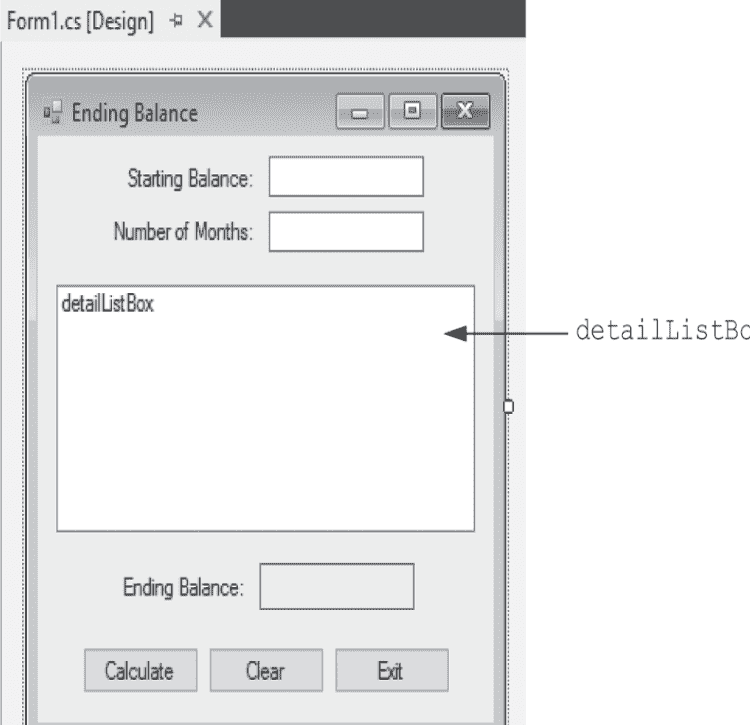 Form1.cs [Design]
Ending Balance
Starting Balance:
Number of Months:
detailListBox
detailListBo
Ending Balance:
Calculate Clear Exit